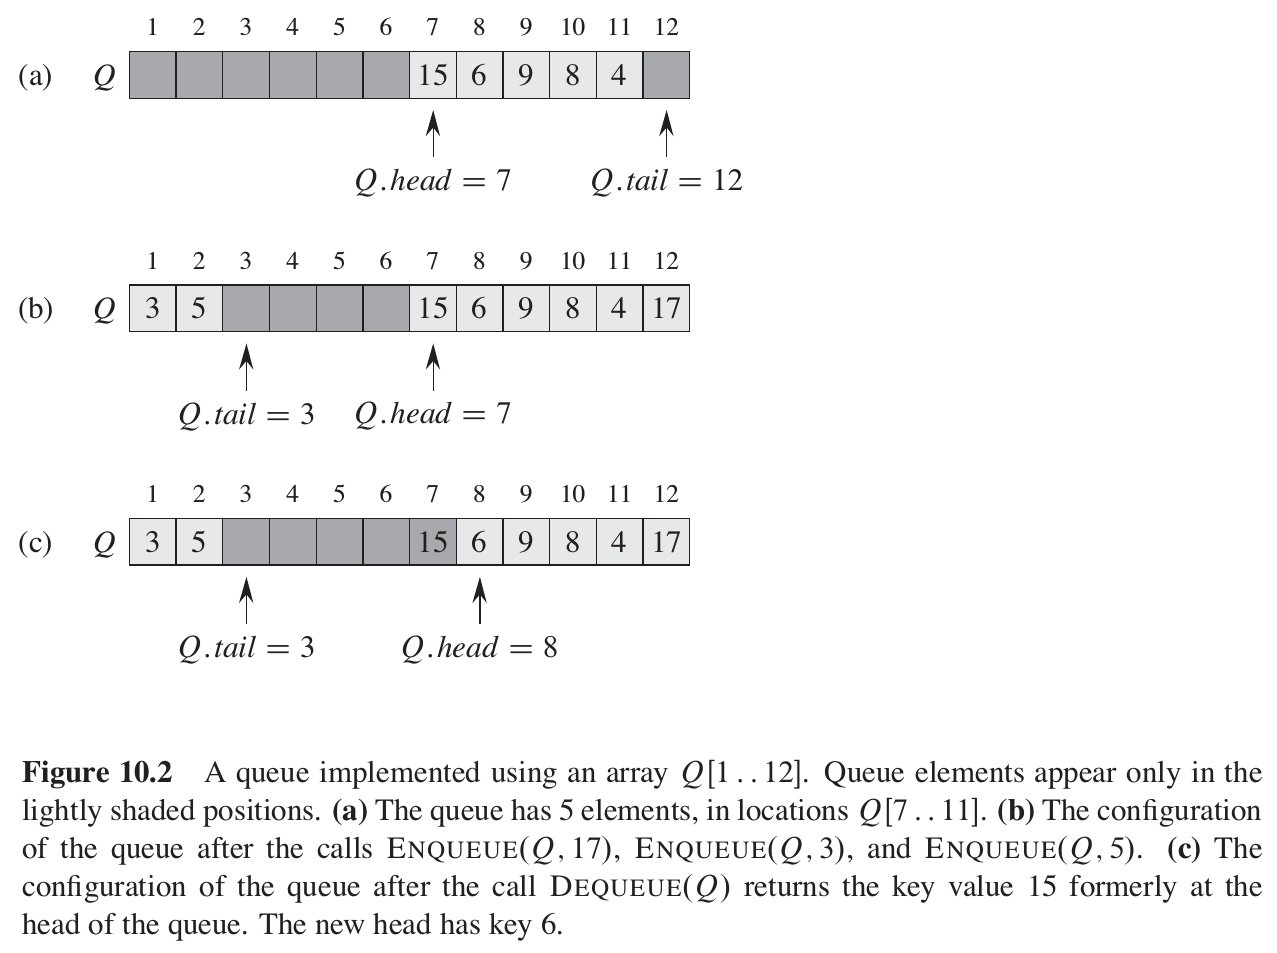 1 2 3 4 5 6 7 8 9 10 11 12
(a) Q 15 6 9 8 4
Q.head = 7 Q.tail = 12
1 2 3 4 5 6 7 8 9 10 11 12
(b) Q 3 5 15 6 9 8 4 17
Q.tail = 3 Q.head = 7
1 2 3 4 5 6 7 8 9 10 11 12
(c) Q 3 5 15 6 9 8 4 17
Q.tail = 3 Q.head = 8
Figure 10.2 A queue implemented using an array Q[1 . . 12]. Queue elements appear only in the
lightly shaded positions. (a) The queue has 5 elements, in locations Q[7 . . 11]. (b) The configuration
of the queue after the calls ENQUEUE(Q, 17), ENQUEUE(Q, 3), and ENQUEUE(Q, 5). (c) The
configuration of the queue after the call DEQUEUE(Q) returns the key value 15 formerly at the
head of the queue. The new head has key 6.